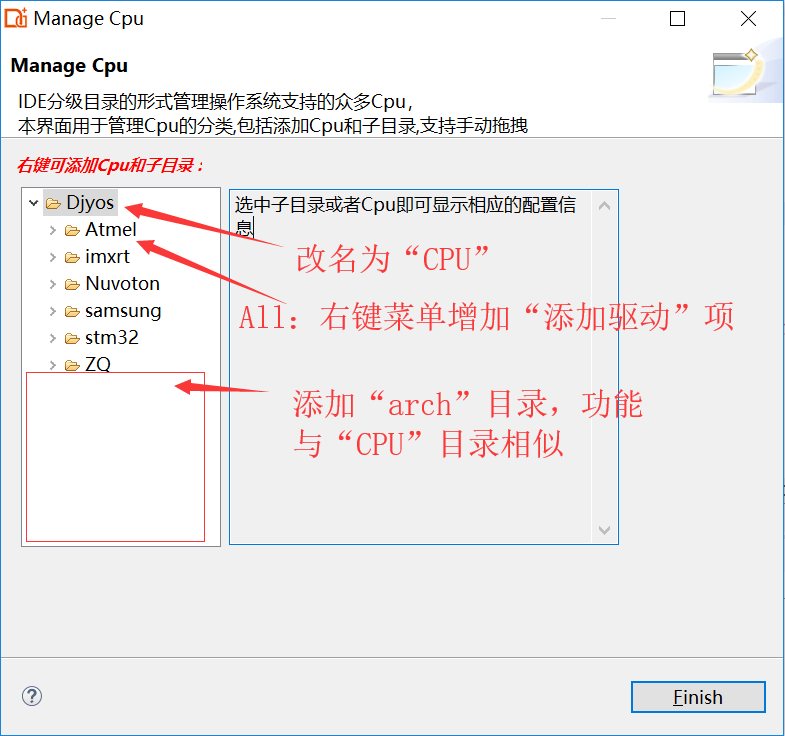 Manage Cpu
Manage Cpu
IDE分级目录的形式管理操作系统支持的众多Cpu，
本界面用于管理Cpu的分类,包括添加Cpu和子目录,支持手动拖拽
右键可添加Cpu和子目录：
Djyos
Atmel
imxrt
Nuvoton
samsung
stm32
ZQ
选中子目录或者Cpu即可显示相应的配置信
息
改名为“CPU”
All：右键菜单增加“添加驱动”项
添加“arch”目录，功能
与“CPU”目录相似
Finish